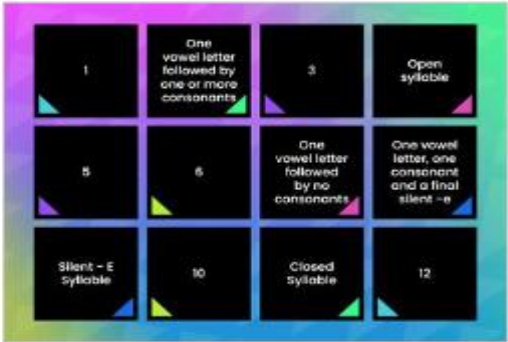 1
One
vowel letter
followed by
one or more
consonants
3
Open
syllable
5
6
One
vowel letter
followed
by no
consonants
One vowel
letter, one
consonant
and a final
silent -e
Silent - E
Syllable
10
Closed
Syllable
12